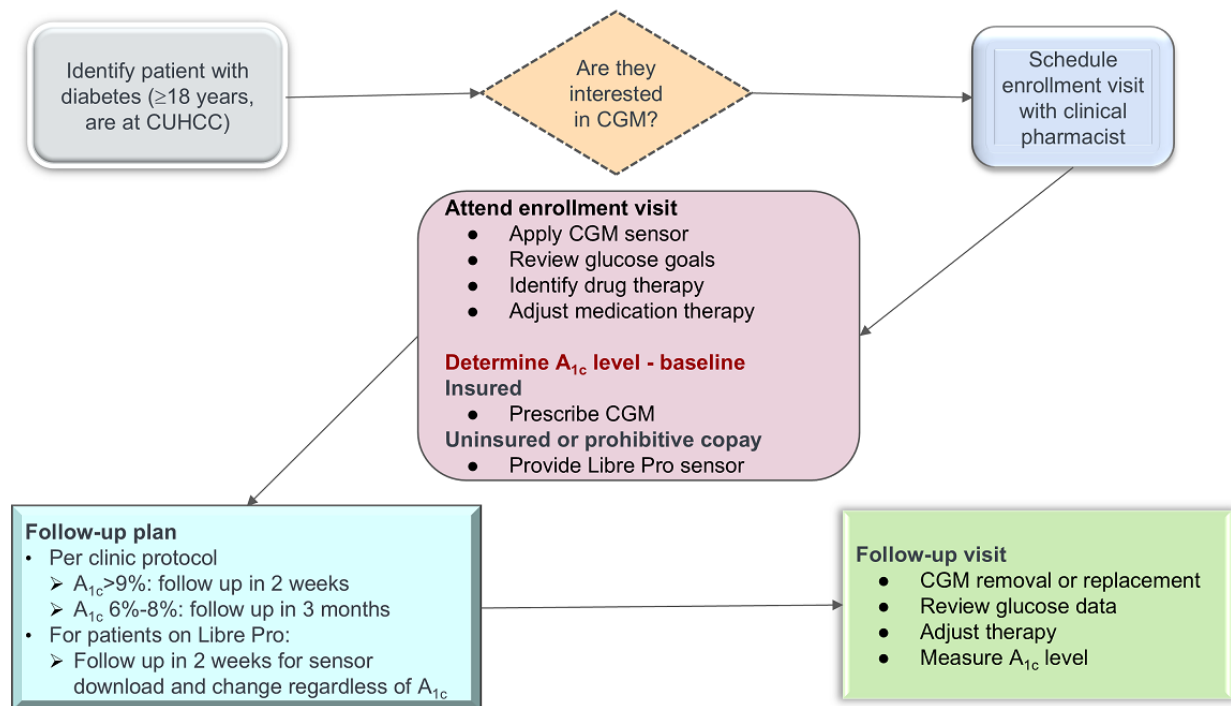 Identify patient with
diabetes (≥18 years,
are at CUHCC)
Are they
interested
in CGM?
Schedule
enrollment visit
with clinical
pharmacist
Attend enrollment visit
● Apply CGM sensor
● Review glucose goals
● Identify drug therapy
● Adjust medication therapy
Determine A1c level - baseline
Insured
● Prescribe CGM
Uninsured or prohibitive copay
● Provide Libre Pro sensor
Follow-up plan
• Per clinic protocol
➢ A1c>9%: follow up in 2 weeks
➢ A1c 6%-8%: follow up in 3 months
• For patients on Libre Pro:
➢ Follow up in 2 weeks for sensor
download and change regardless of A1c
Follow-up visit
● CGM removal or replacement
● Review glucose data
● Adjust therapy
● Measure A1c level